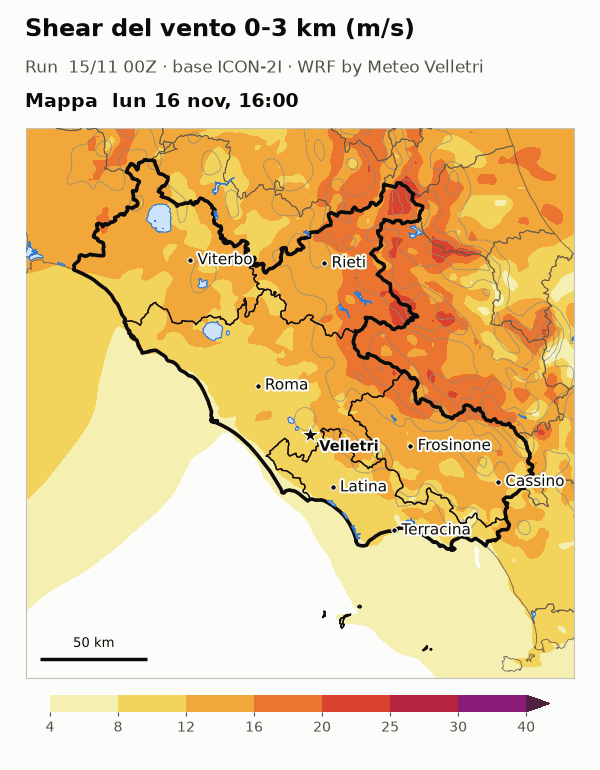 Shear del vento 0-3 km (m/s)
Run  15/11 00Z · base ICON-2I · WRF by Meteo Velletri
Mappa  lun 16 nov, 16:00
Viterbo
Rieti
Roma
Velletri
Frosinone
Latina
Cassino
Terracina
50 km
4 8 12 16 20 25 30 40